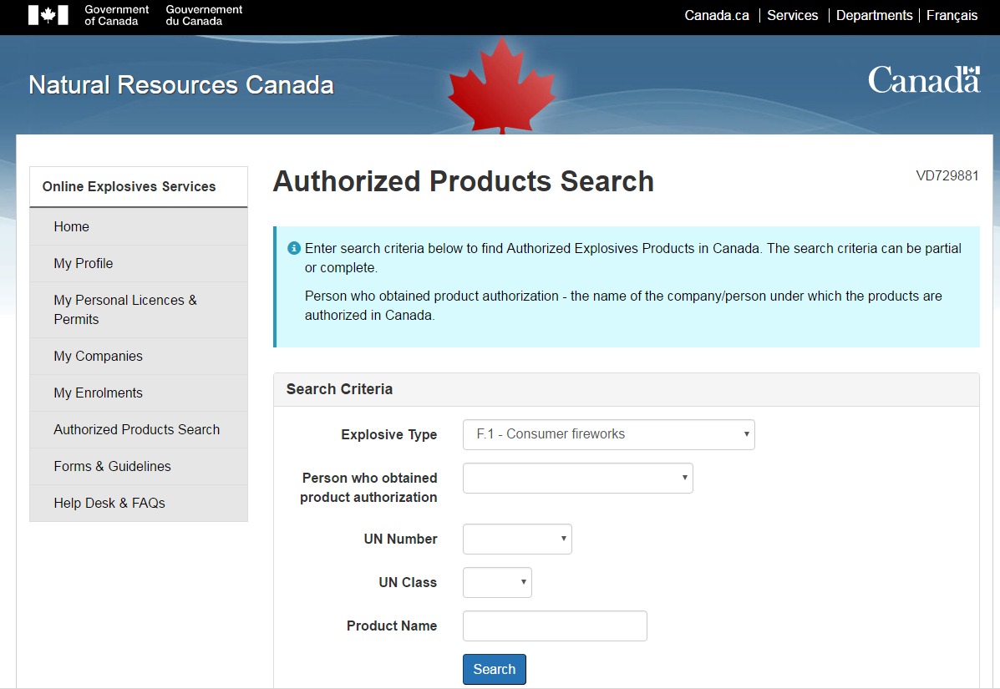 Government of Canada
Gouvernement du Canada
Canada.ca
Services
Departments
Français
Natural Resources Canada
Canada
Online Explosives Services
Home
My Profile
My Personal Licences &
Permits
My Companies
My Enrolments
Authorized Products Search
Forms & Guidelines
Help Desk & FAQs
Authorized Products Search
VD729881
Enter search criteria below to find Authorized Explosives Products in Canada. The search criteria can be partial
or complete.
Person who obtained product authorization - the name of the company/person under which the products are
authorized in Canada.
Search Criteria
Explosive Type
F.1 - Consumer fireworks
Person who obtained
product authorization
UN Number
UN Class
Product Name
Search